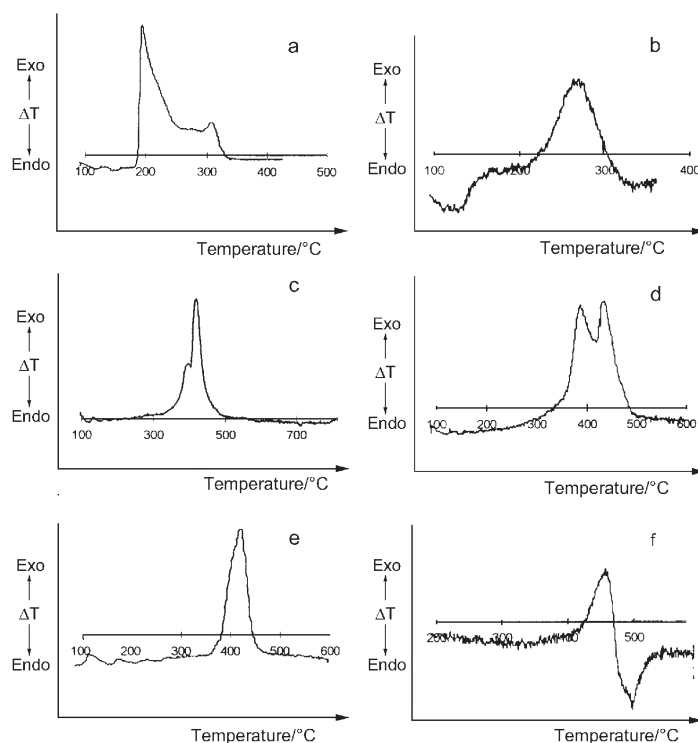 a
Exo
ΔT
Endo
100 200 300 400 500
Temperature/°C
b
Exo
ΔT
Endo
100 200 300 400
Temperature/°C
c
Exo
ΔT
Endo
100 300 500 700
Temperature/°C
d
Exo
ΔT
Endo
100 200 300 400 500 600
Temperature/°C
e
Exo
ΔT
Endo
100 200 300 400 500 600
Temperature/°C
f
Exo
ΔT
Endo
200 300 400 500
Temperature/°C